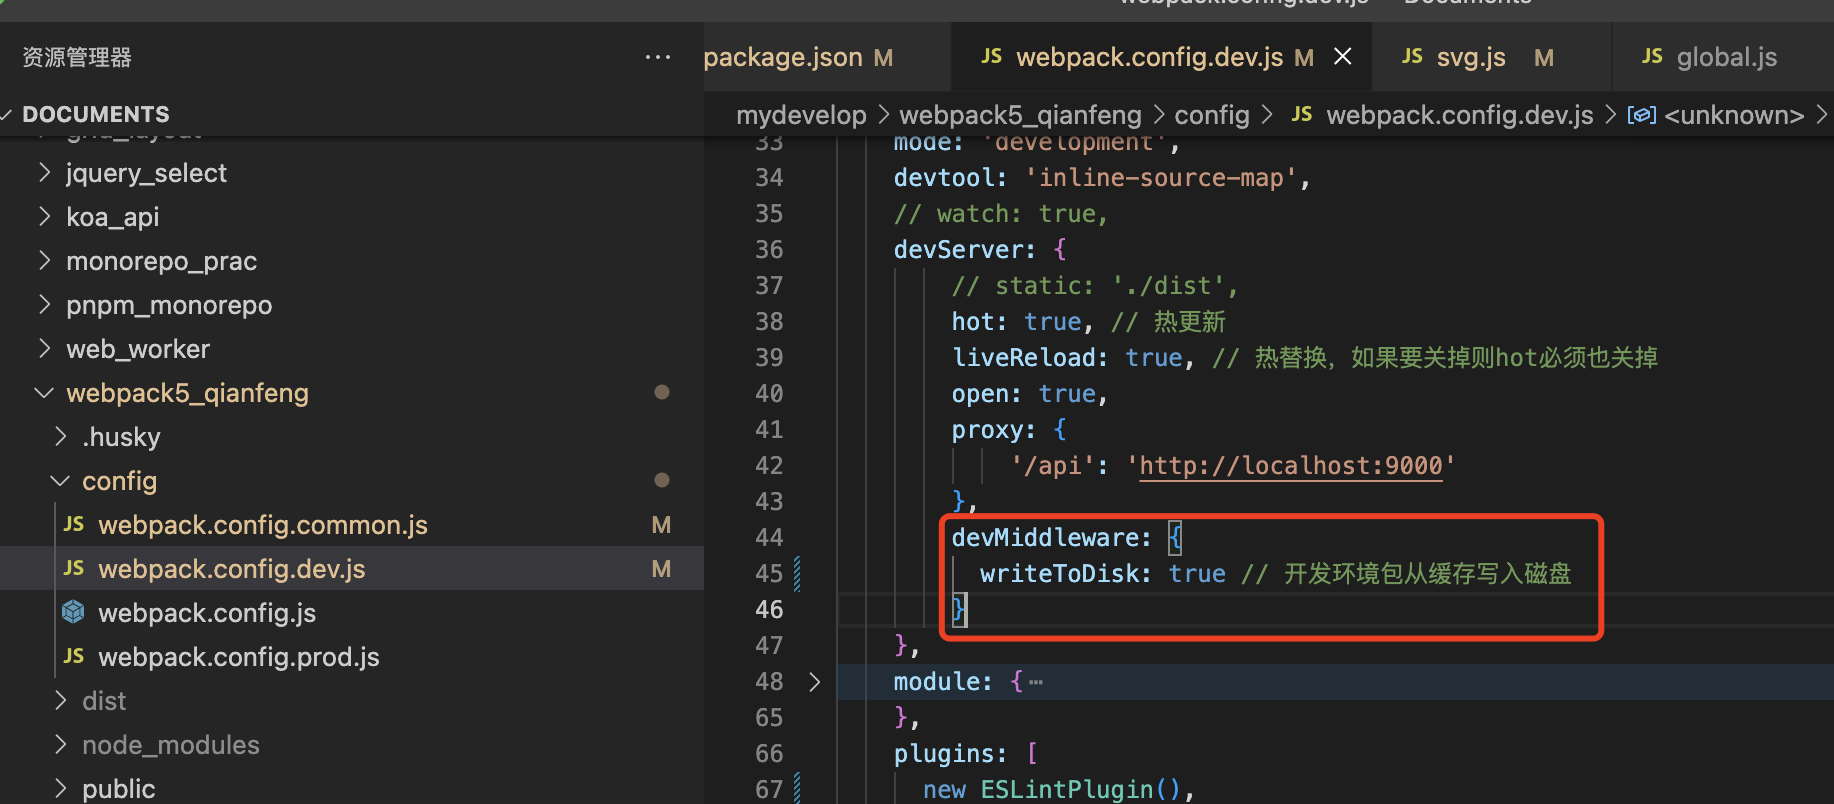 webpack.config.dev.js — Documents
资源管理器
...
package.json M
JS webpack.config.dev.js M
JS svg.js M
JS global.js
DOCUMENTS
mydevelop > webpack5_qianfeng > config > JS webpack.config.dev.js > <unknown> >
grid_layout
jquery_select
koa_api
monorepo_prac
pnpm_monorepo
web_worker
webpack5_qianfeng
.husky
config
JS webpack.config.common.js M
JS webpack.config.dev.js M
webpack.config.js
JS webpack.config.prod.js
dist
node_modules
public
33 mode: 'development',
34 devtool: 'inline-source-map',
35 // watch: true,
36 devServer: {
37 // static: './dist',
38 hot: true, // 热更新
39 liveReload: true, // 热替换，如果要关掉则hot必须也关掉
40 open: true,
41 proxy: {
42 '/api': 'http://localhost:9000'
43 },
44 devMiddleware: {
45 writeToDisk: true // 开发环境包从缓存写入磁盘
46 }
47 },
48 module: { ...
65 },
66 plugins: [
67 new ESLintPlugin(),